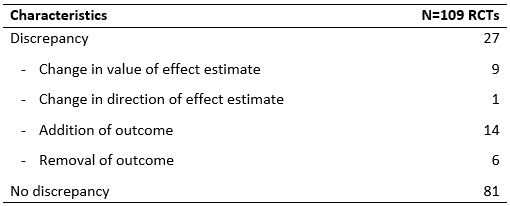 Characteristics N=109 RCTs
Discrepancy 27
- Change in value of effect estimate 9
- Change in direction of effect estimate 1
- Addition of outcome 14
- Removal of outcome 6
No discrepancy 81